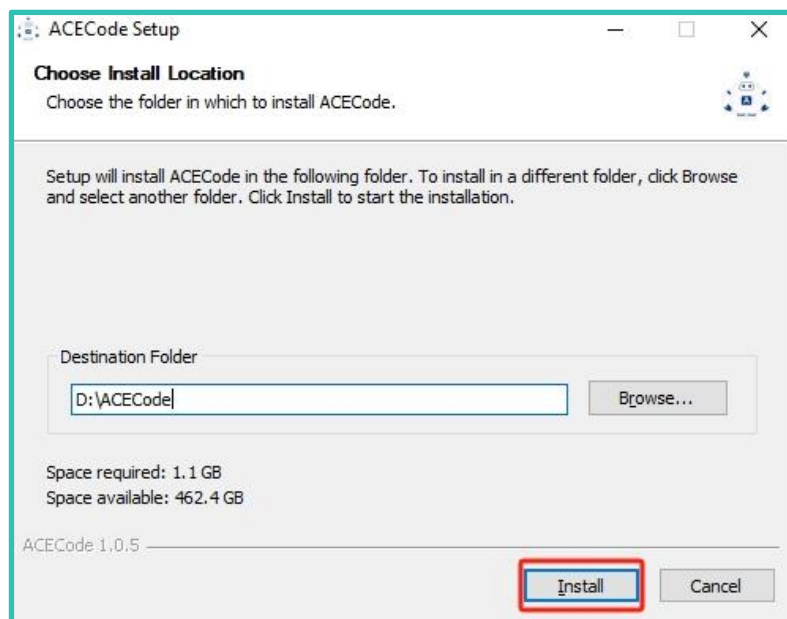 ACECode Setup
Choose Install Location
Choose the folder in which to install ACECode.
Setup will install ACECode in the following folder. To install in a different folder, click Browse
and select another folder. Click Install to start the installation.
Destination Folder
D:\ACECode
Browse...
Space required: 1.1 GB
Space available: 462.4 GB
ACECode 1.0.5
Install
Cancel